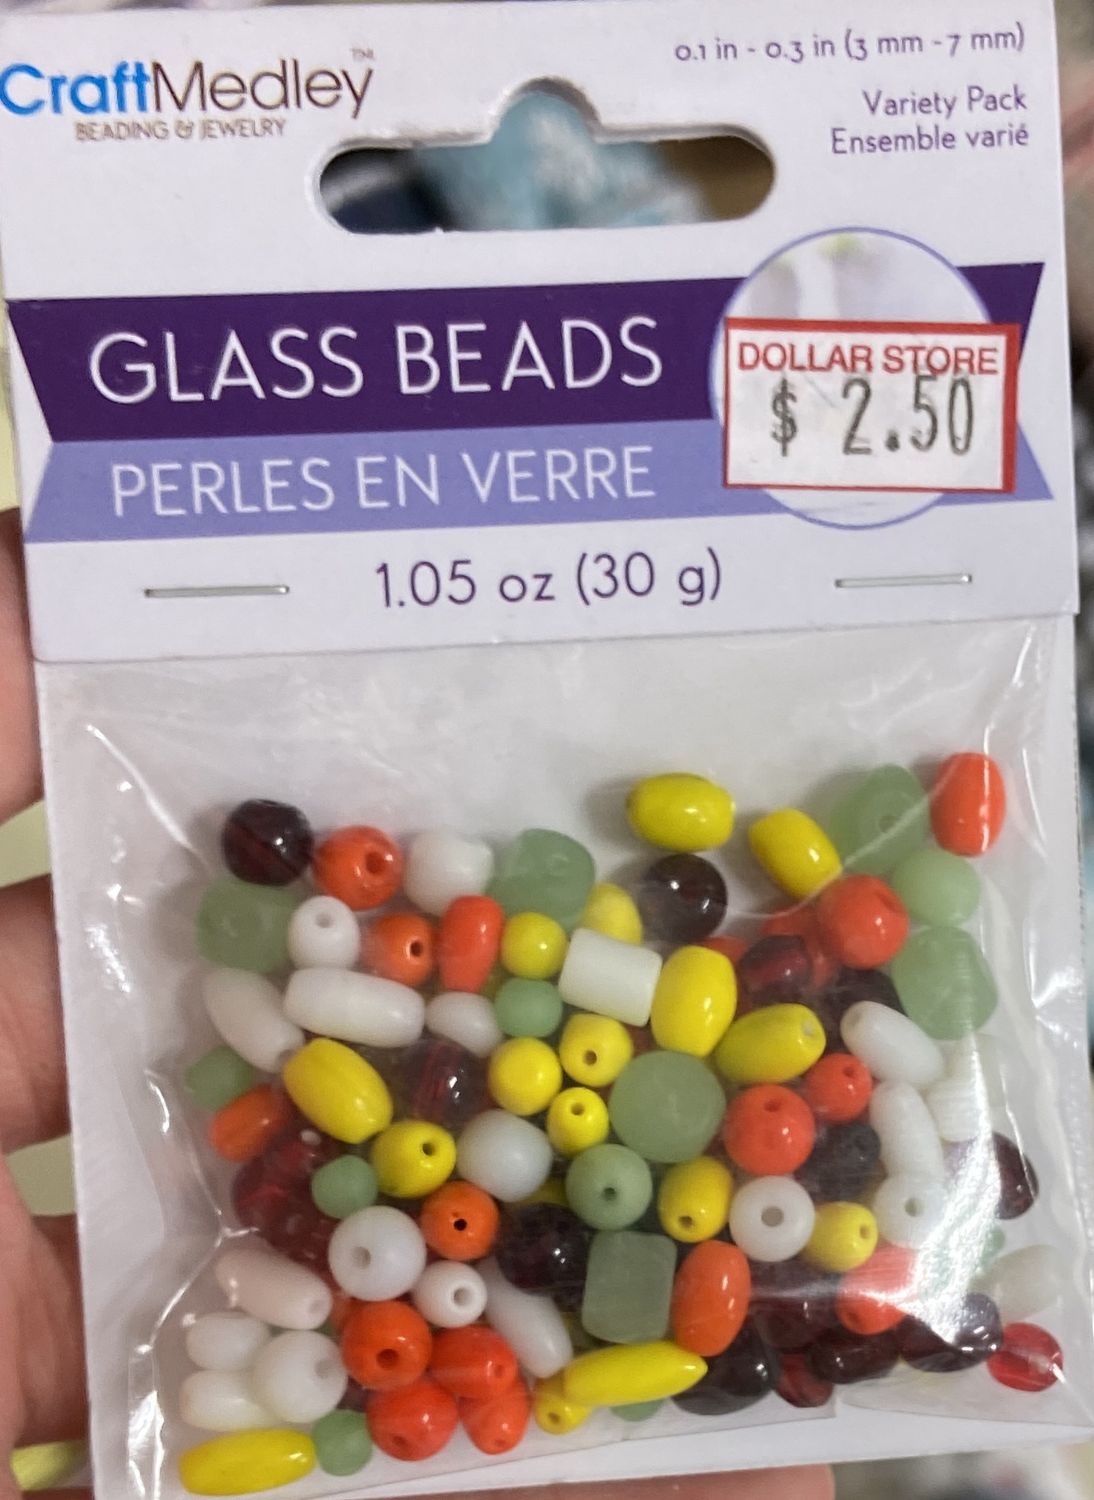 CraftMedley™
BEADING & JEWELRY
0.1 in - 0.3 in (3 mm - 7 mm)
Variety Pack
Ensemble varié
GLASS BEADS
PERLES EN VERRE
DOLLAR STORE
$ 2.50
1.05 oz (30 g)